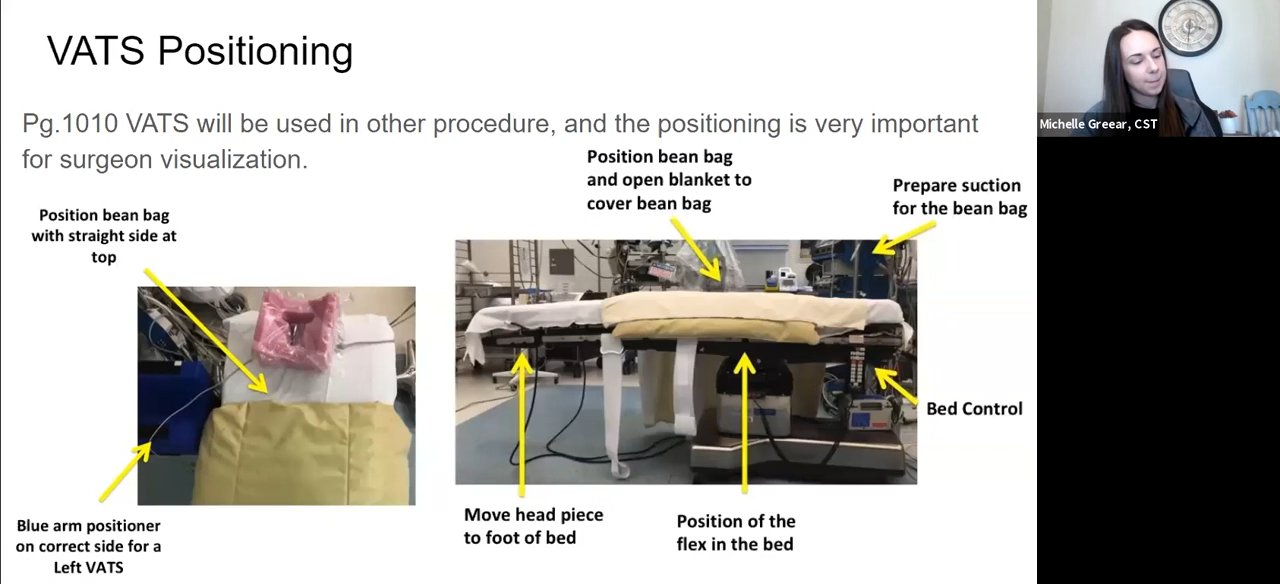 VATS Positioning
Pg.1010 VATS will be used in other procedure, and the positioning is very important
for surgeon visualization.
Position bean bag
with straight side at
top
Blue arm positioner
on correct side for a
Left VATS
Position bean bag
and open blanket to
cover bean bag
Prepare suction
for the bean bag
Bed Control
Move head piece
to foot of bed
Position of the
flex in the bed
Michelle Greear, CST